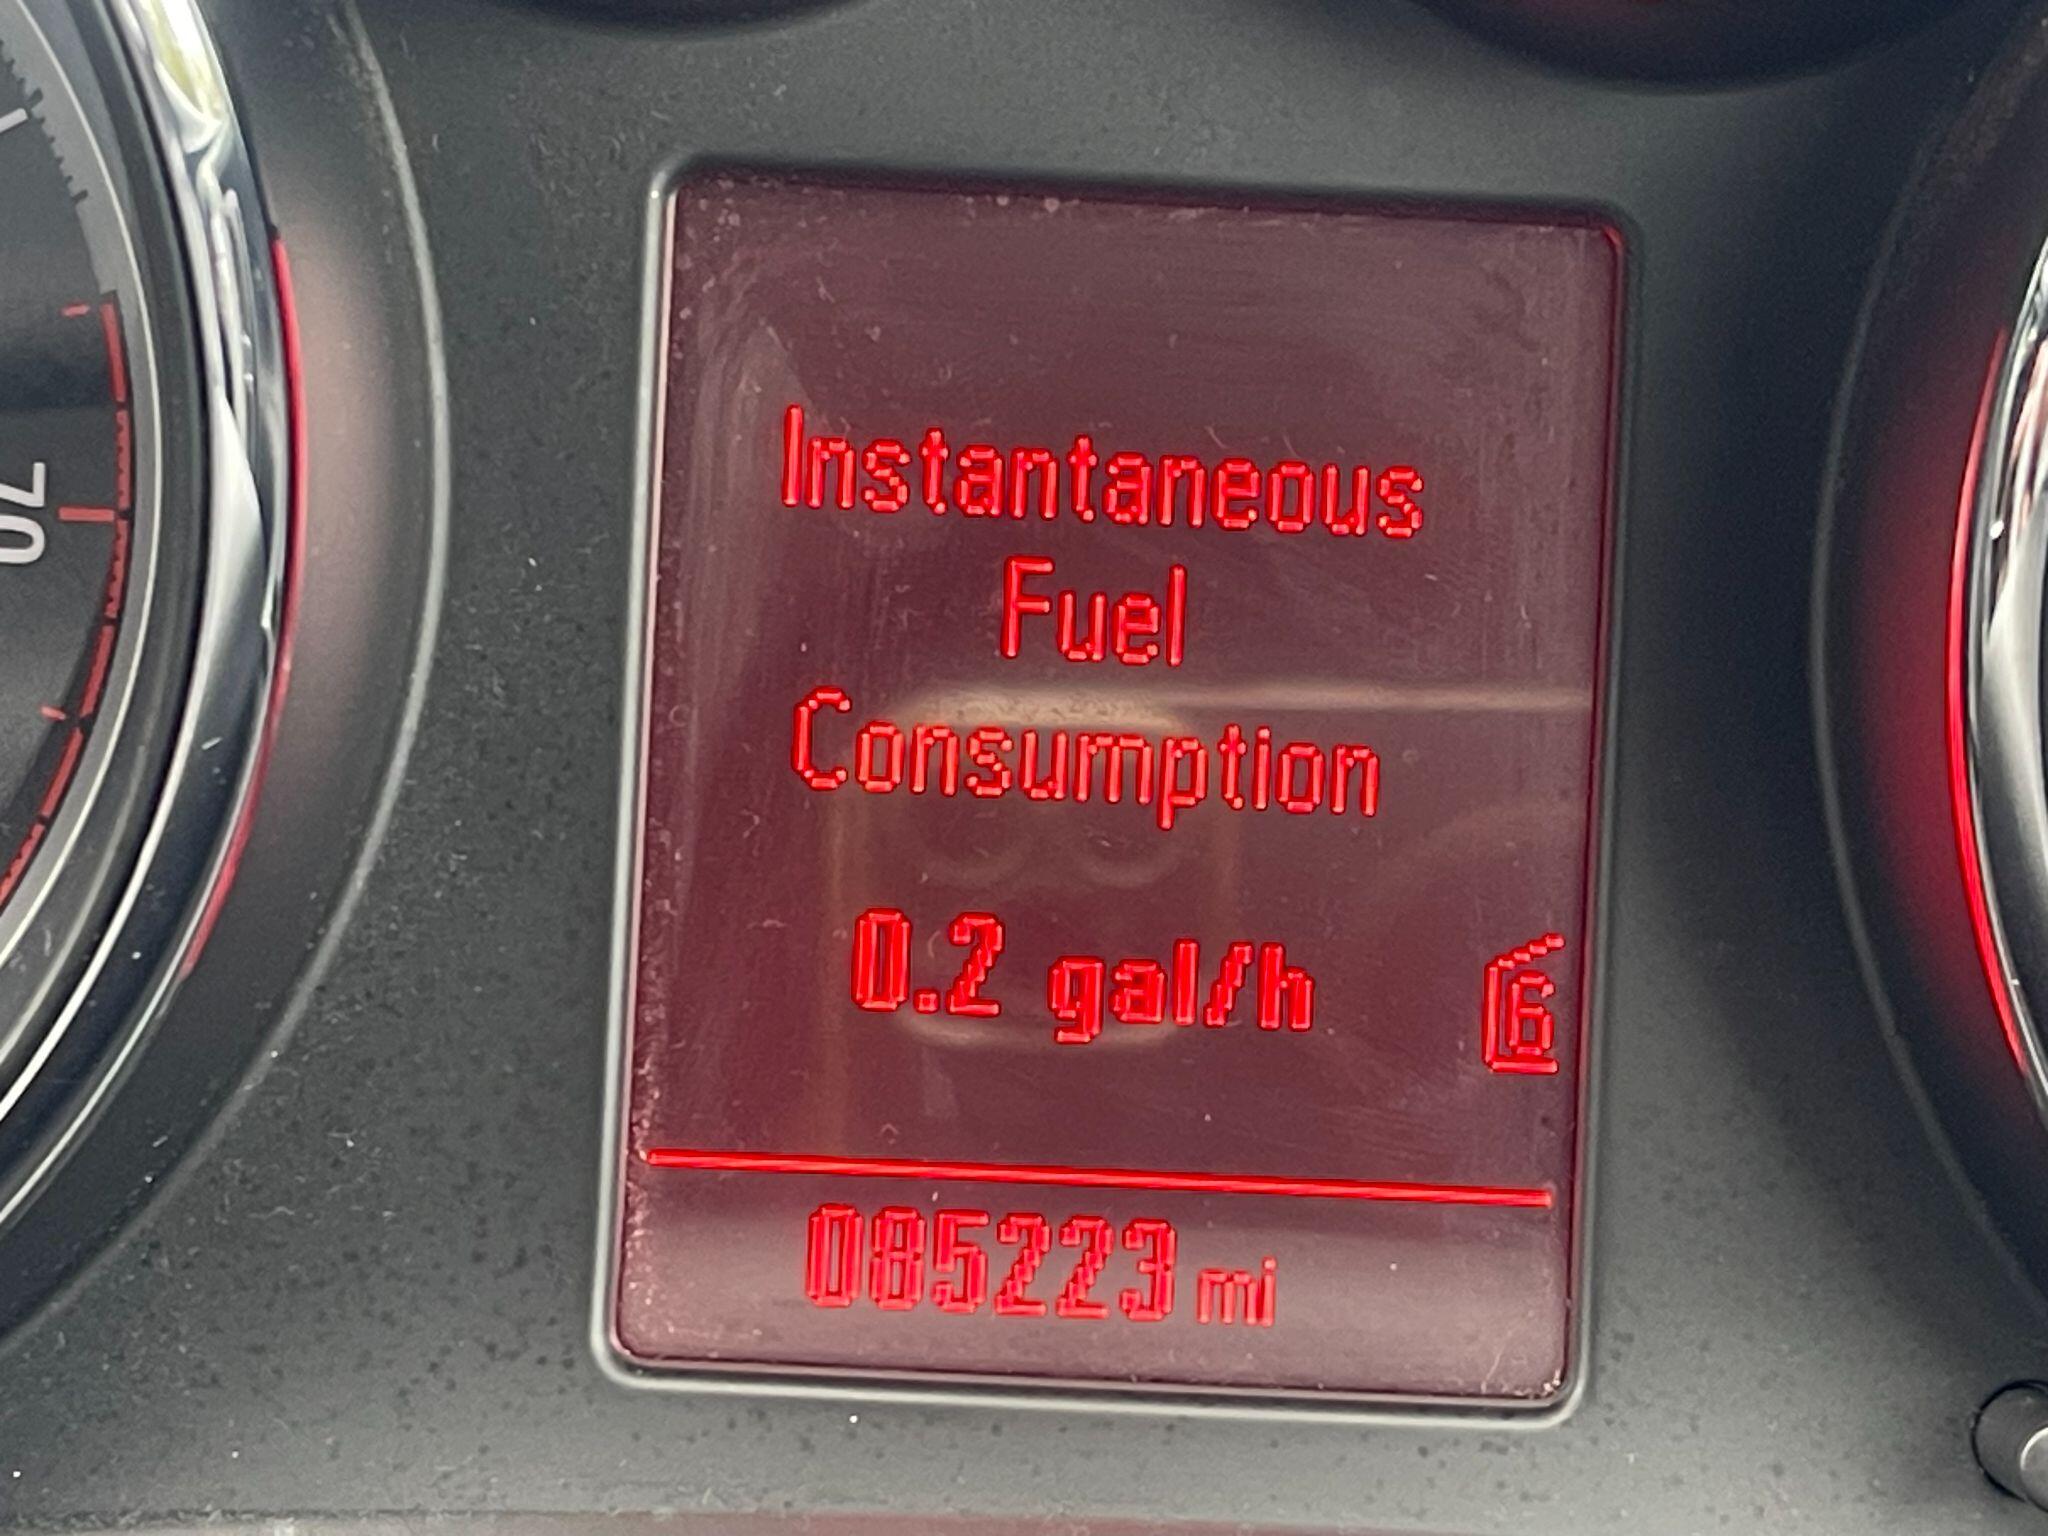 Instantaneous
Fuel
Consumption
0.2 gal/h
6
085223 mi
70